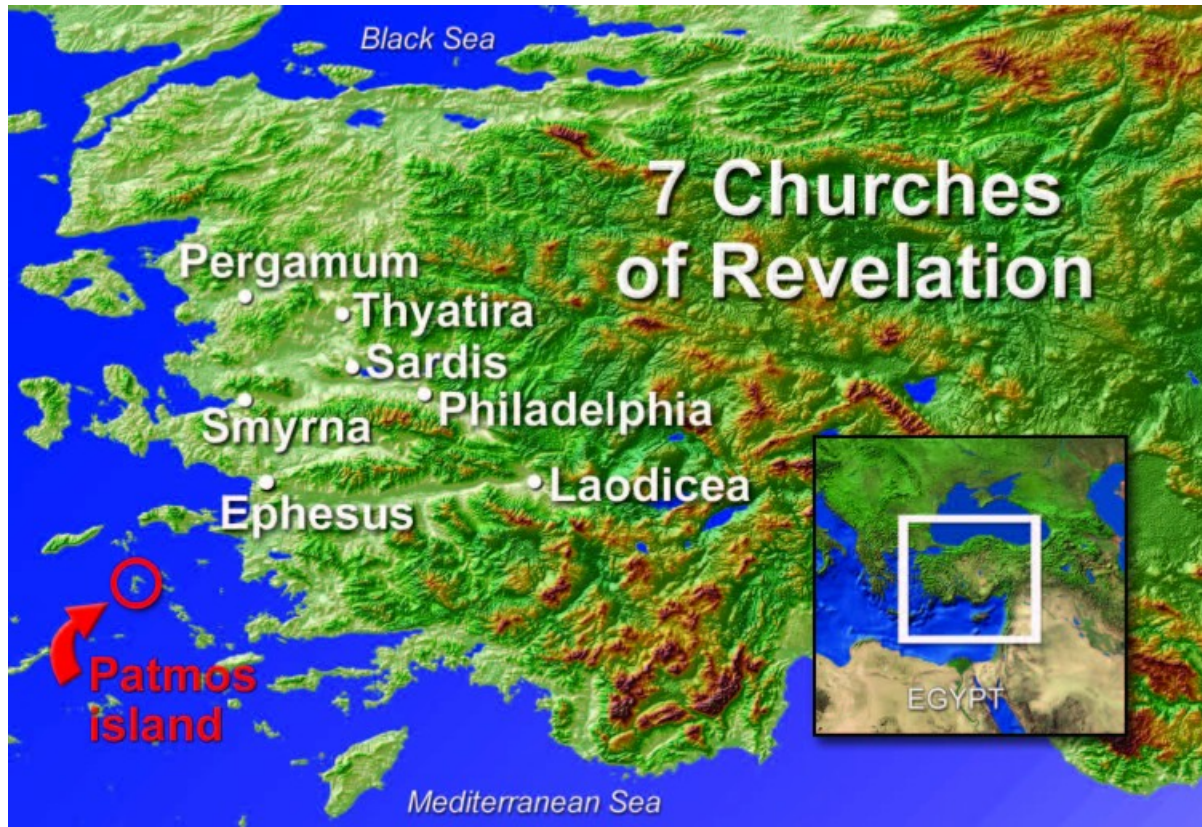 Black Sea
7 Churches
of Revelation
Pergamum
Thyatira
Sardis
Philadelphia
Smyrna
Laodicea
Ephesus
Patmos
island
EGYPT
Mediterranean Sea